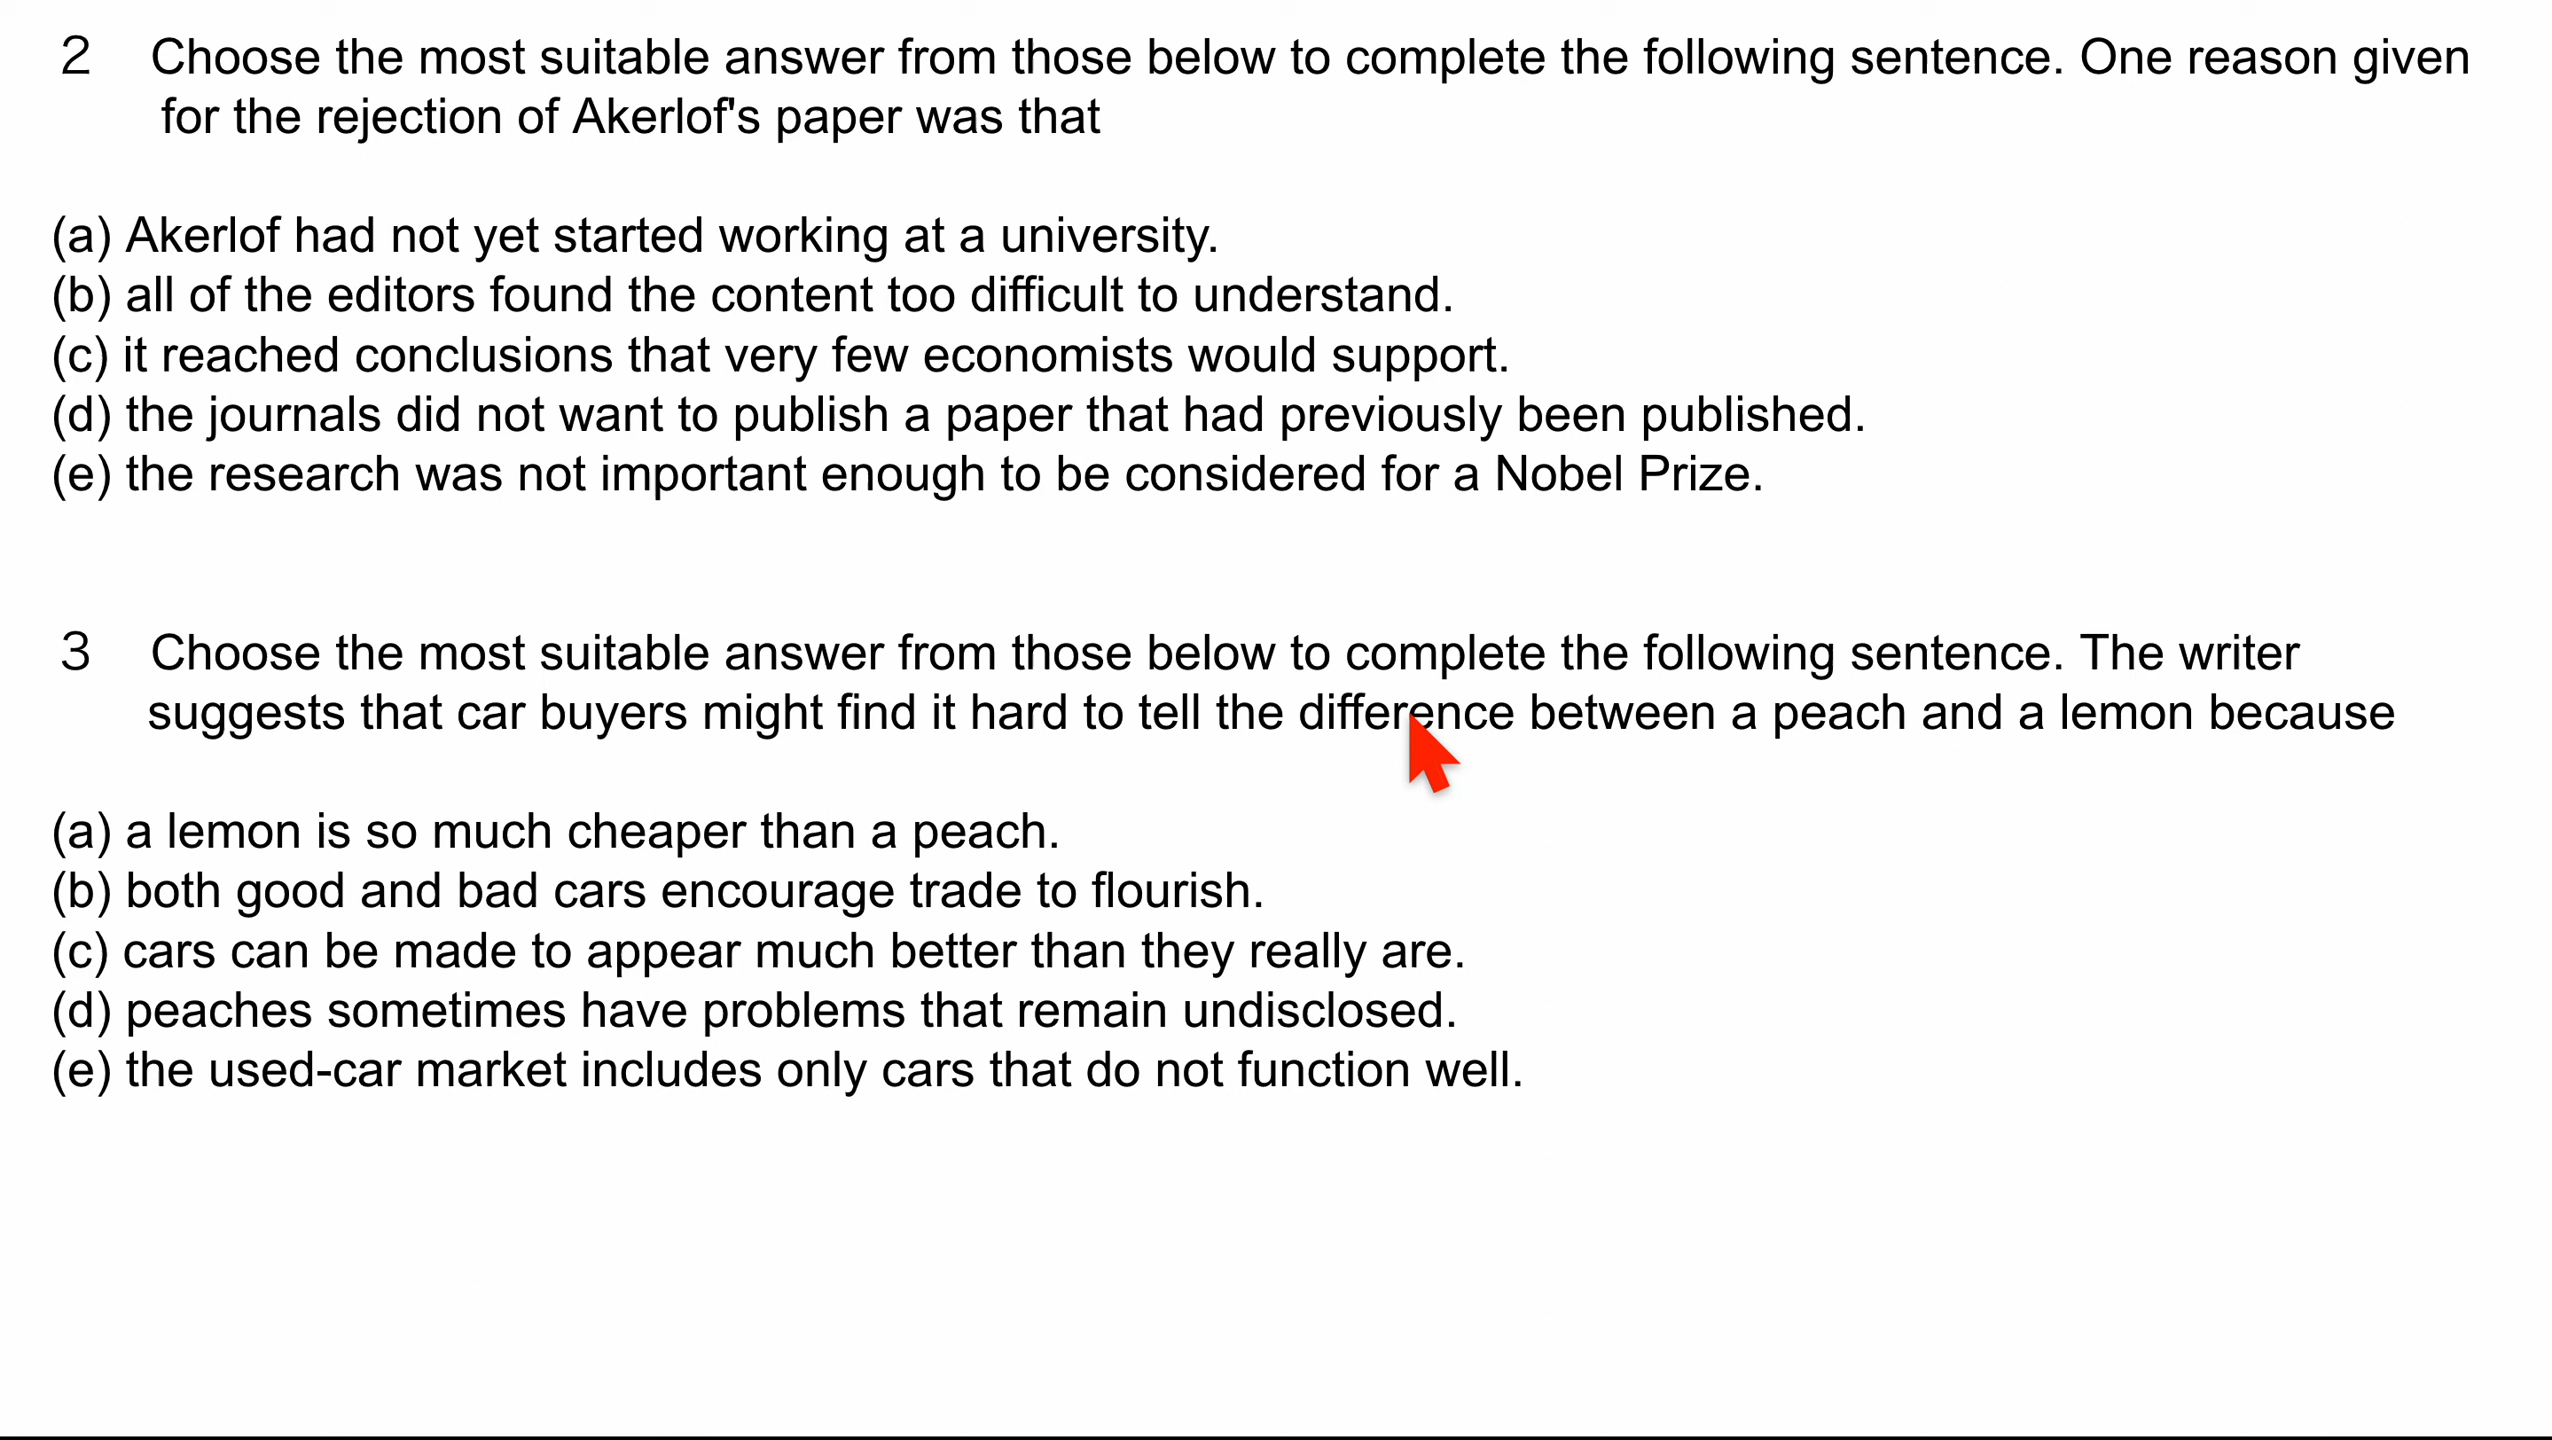 2 Choose the most suitable answer from those below to complete the following sentence. One reason given
for the rejection of Akerlof's paper was that
(a) Akerlof had not yet started working at a university.
(b) all of the editors found the content too difficult to understand.
(c) it reached conclusions that very few economists would support.
(d) the journals did not want to publish a paper that had previously been published.
(e) the research was not important enough to be considered for a Nobel Prize.
3 Choose the most suitable answer from those below to complete the following sentence. The writer
suggests that car buyers might find it hard to tell the difference between a peach and a lemon because
(a) a lemon is so much cheaper than a peach.
(b) both good and bad cars encourage trade to flourish.
(c) cars can be made to appear much better than they really are.
(d) peaches sometimes have problems that remain undisclosed.
(e) the used-car market includes only cars that do not function well.